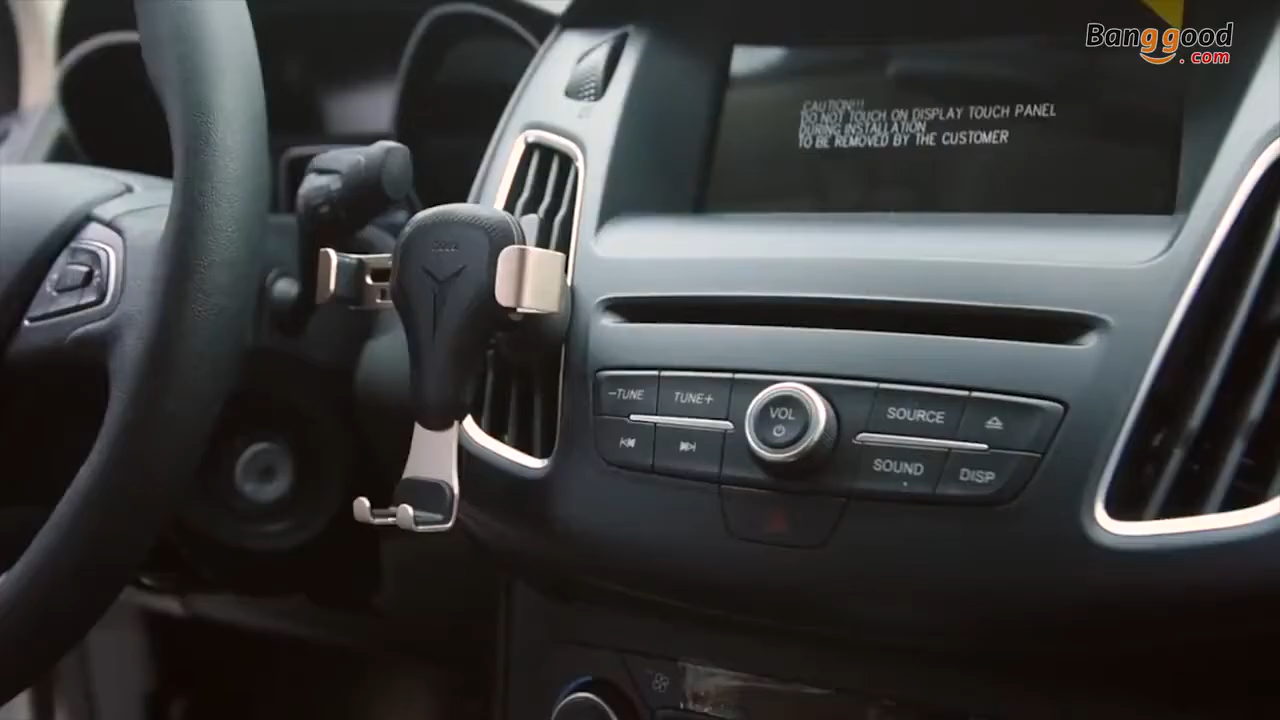 Banggood
.com
CAUTION!!!
DO NOT TOUCH ON DISPLAY TOUCH PANEL
DURING INSTALLATION
TO BE REMOVED BY THE CUSTOMER
-TUNE
TUNE+
VOL
SOURCE
SOUND
DISP